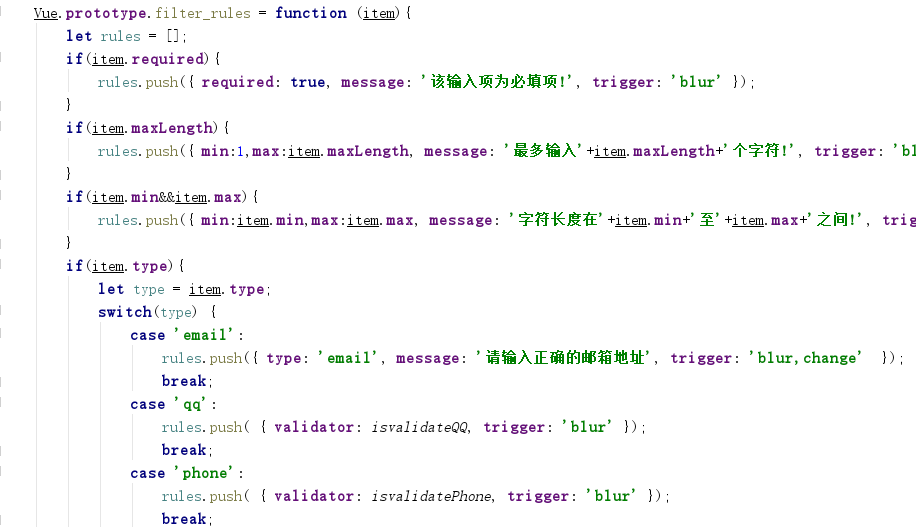 Vue.prototype.filter_rules = function (item){
let rules = [];
if(item.required){
rules.push({ required: true, message: '该输入项为必填项!', trigger: 'blur' });
}
if(item.maxLength){
rules.push({ min:1,max:item.maxLength, message: '最多输入'+item.maxLength+'个字符!', trigger: 'bl
}
if(item.min&&item.max){
rules.push({ min:item.min,max:item.max, message: '字符长度在'+item.min+'至'+item.max+'之间!', trig
}
if(item.type){
let type = item.type;
switch(type) {
case 'email':
rules.push({ type: 'email', message: '请输入正确的邮箱地址', trigger: 'blur,change' });
break;
case 'qq':
rules.push( { validator: isvalidateQQ, trigger: 'blur' });
break;
case 'phone':
rules.push( { validator: isvalidatePhone, trigger: 'blur' });
break;